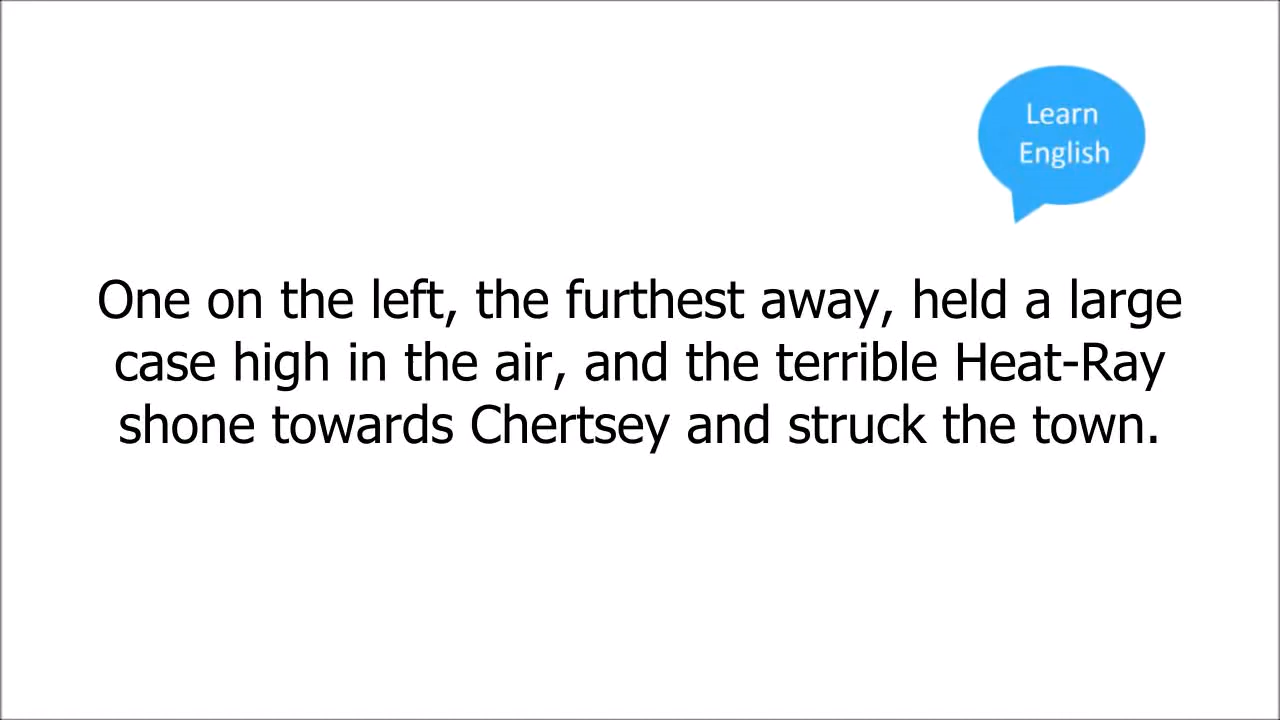 Learn
English
One on the left, the furthest away, held a large
case high in the air, and the terrible Heat-Ray
shone towards Chertsey and struck the town.